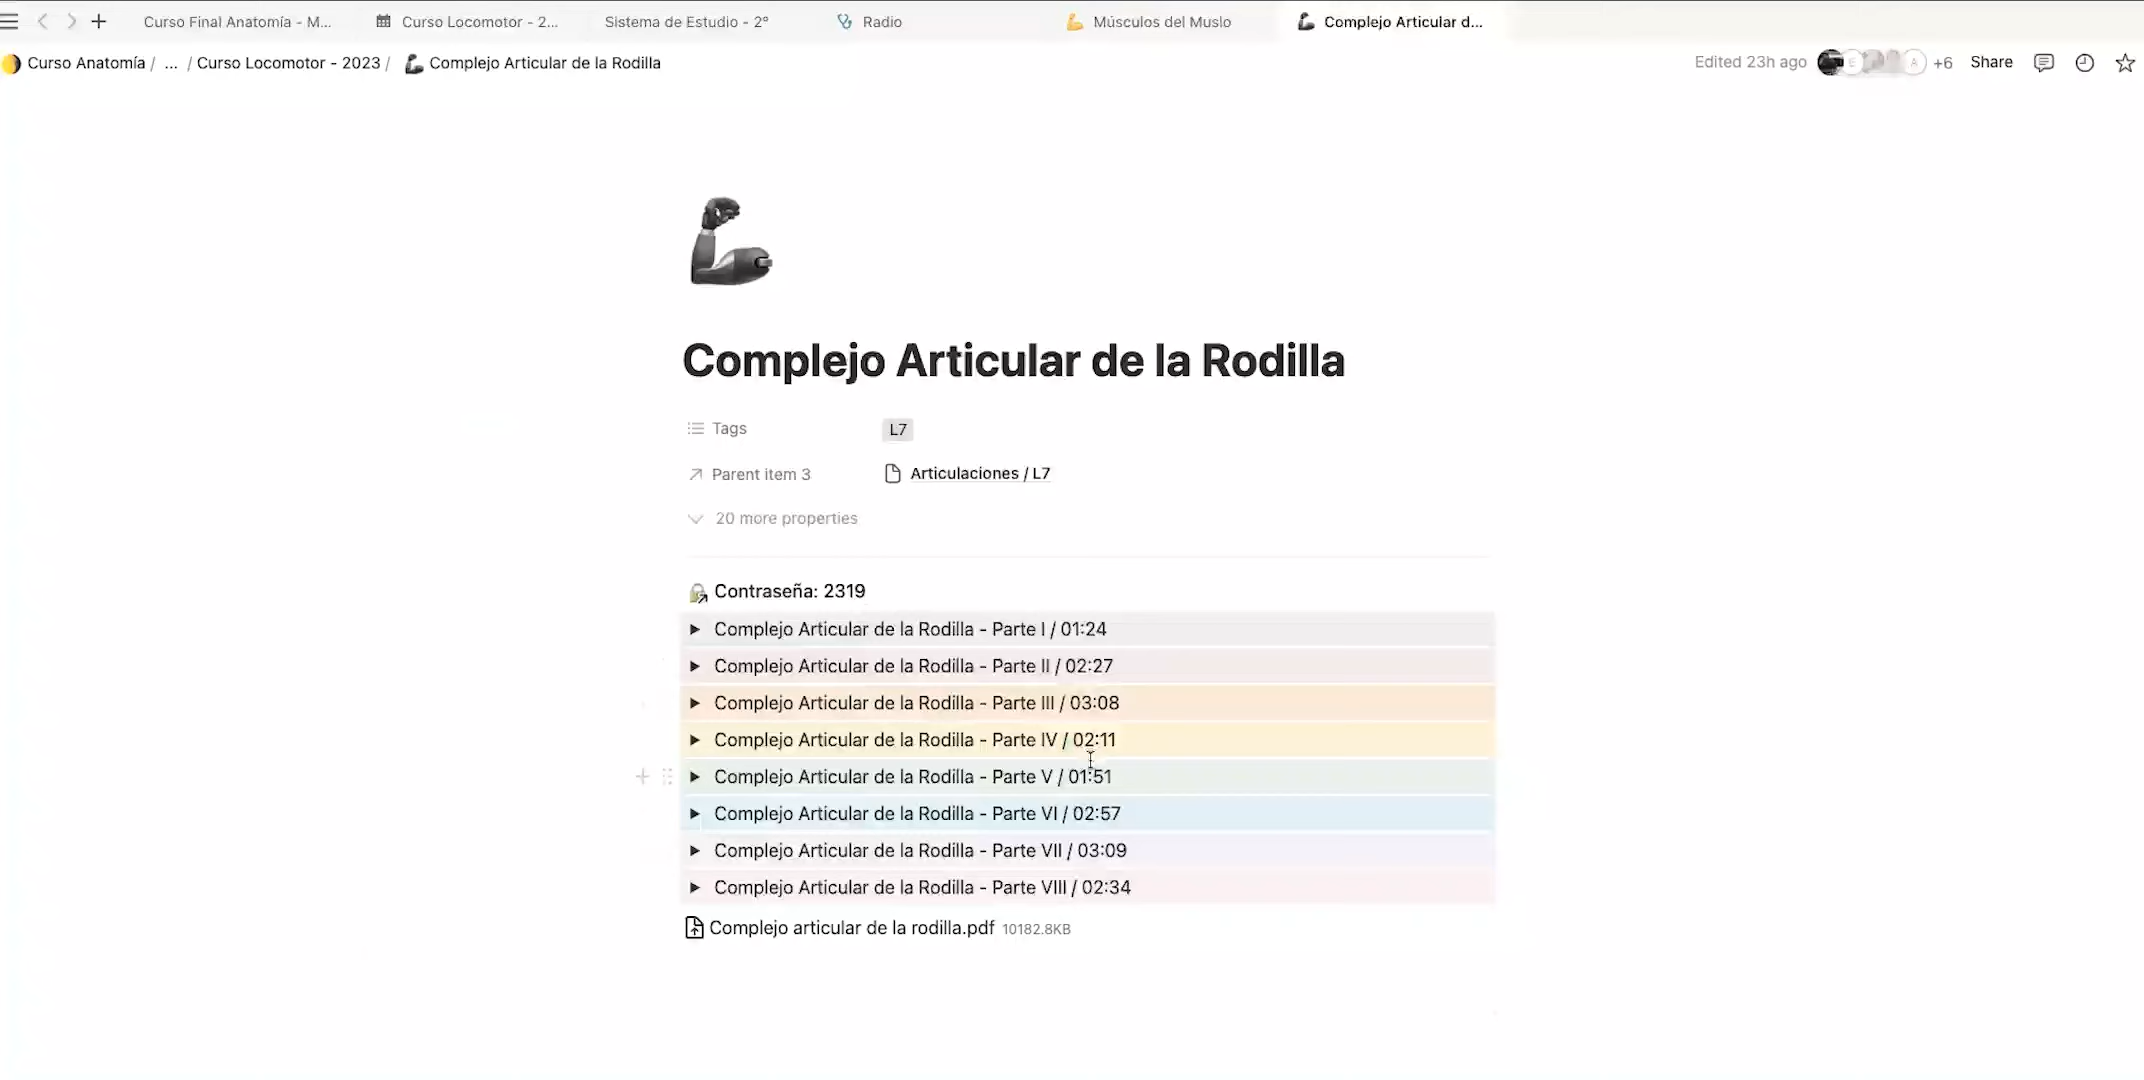 Curso Final Anatomía - M...
Curso Locomotor - 2...
Sistema de Estudio - 2º
Radio
Músculos del Muslo
Complejo Articular d...
Curso Anatomía / ... / Curso Locomotor - 2023 / Complejo Articular de la Rodilla
Edited 23h ago
E
A
+6
Share
Complejo Articular de la Rodilla
Tags
L7
Parent item 3
Articulaciones / L7
20 more properties
Contraseña: 2319
Complejo Articular de la Rodilla - Parte I / 01:24
Complejo Articular de la Rodilla - Parte II / 02:27
Complejo Articular de la Rodilla - Parte III / 03:08
Complejo Articular de la Rodilla - Parte IV / 02:11
Complejo Articular de la Rodilla - Parte V / 01:51
Complejo Articular de la Rodilla - Parte VI / 02:57
Complejo Articular de la Rodilla - Parte VII / 03:09
Complejo Articular de la Rodilla - Parte VIII / 02:34
Complejo articular de la rodilla.pdf 10182.8KB